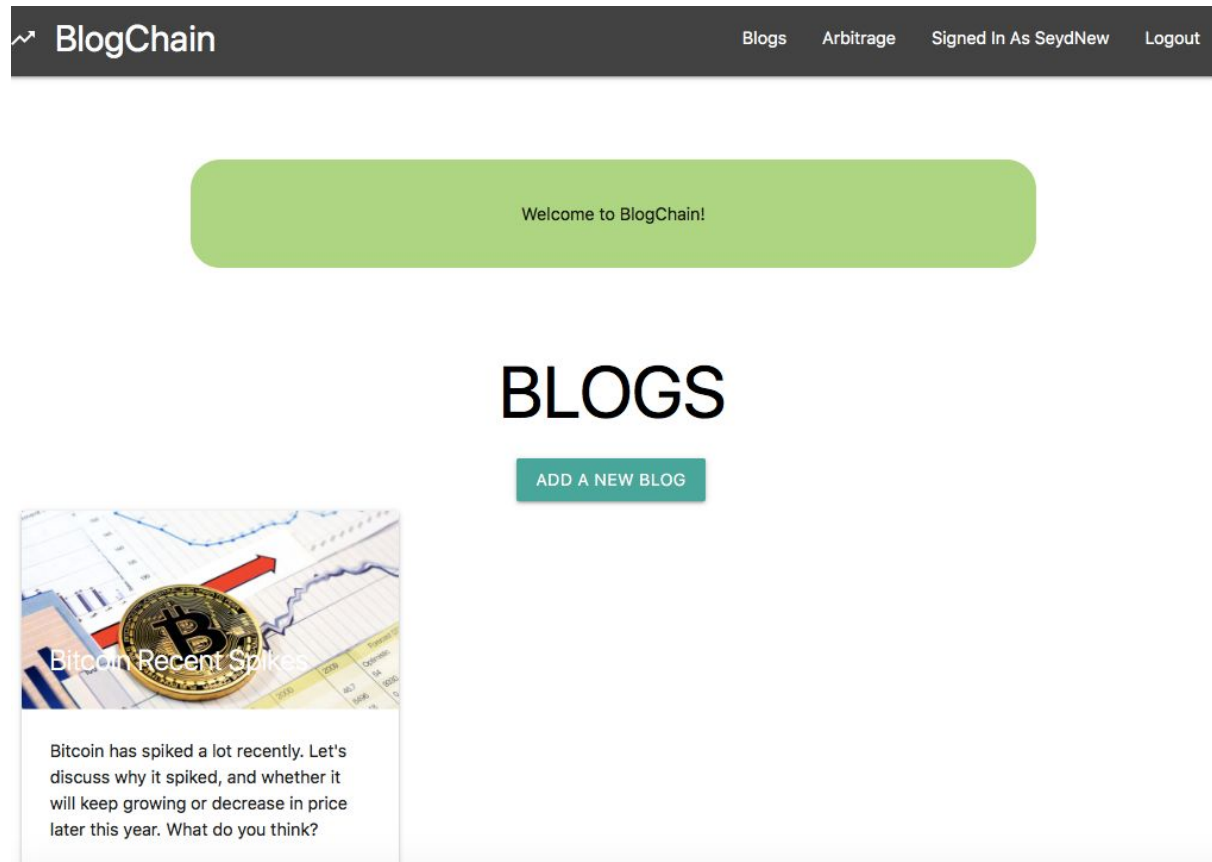 BlogChain
Blogs Arbitrage Signed In As SeydNew Logout
Welcome to BlogChain!
BLOGS
ADD A NEW BLOG
Bitcoin Recent Spikes
Bitcoin has spiked a lot recently. Let's
discuss why it spiked, and whether it
will keep growing or decrease in price
later this year. What do you think?